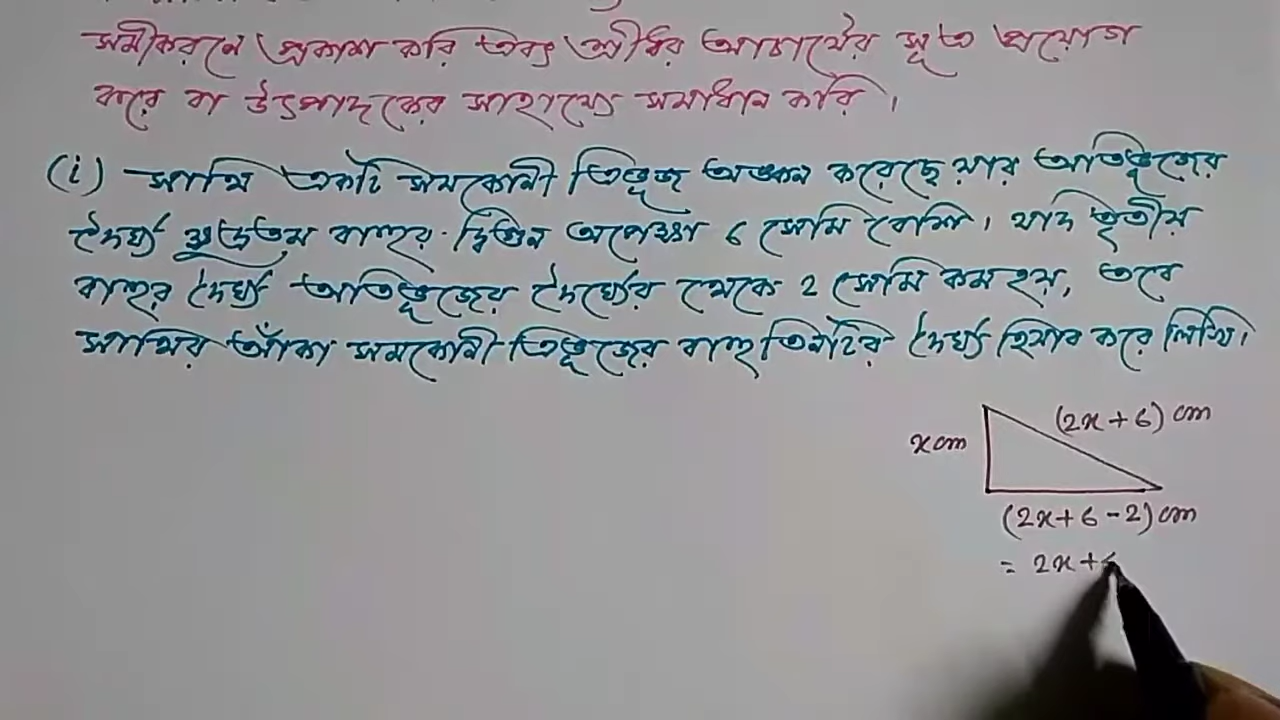 সমীকরণে প্রকাশ করি এবং শ্রীধর আচার্যের সূত্র প্রয়োগ
করে বা উৎপাদকের সাহায্যে সমাধান করি।
(i) সাথি একটি সমকোণী ত্রিভুজ অঙ্কন করেছে যার অতিভুজের
দৈর্ঘ্য ক্ষুদ্রতম বাহুর দ্বিগুন অপেক্ষা 6 সেমি বেশি। যদি তৃতীয়
বাহুর দৈর্ঘ্য অতিভুজের দৈর্ঘ্যের থেকে 2 সেমি কম হয়, তবে
সাথির আঁকা সমকোণী ত্রিভুজের বাহু তিনটির দৈর্ঘ্য হিসাব করে লিখি।
(2x+6) cm
x cm
(2x+6-2) cm
= 2x+